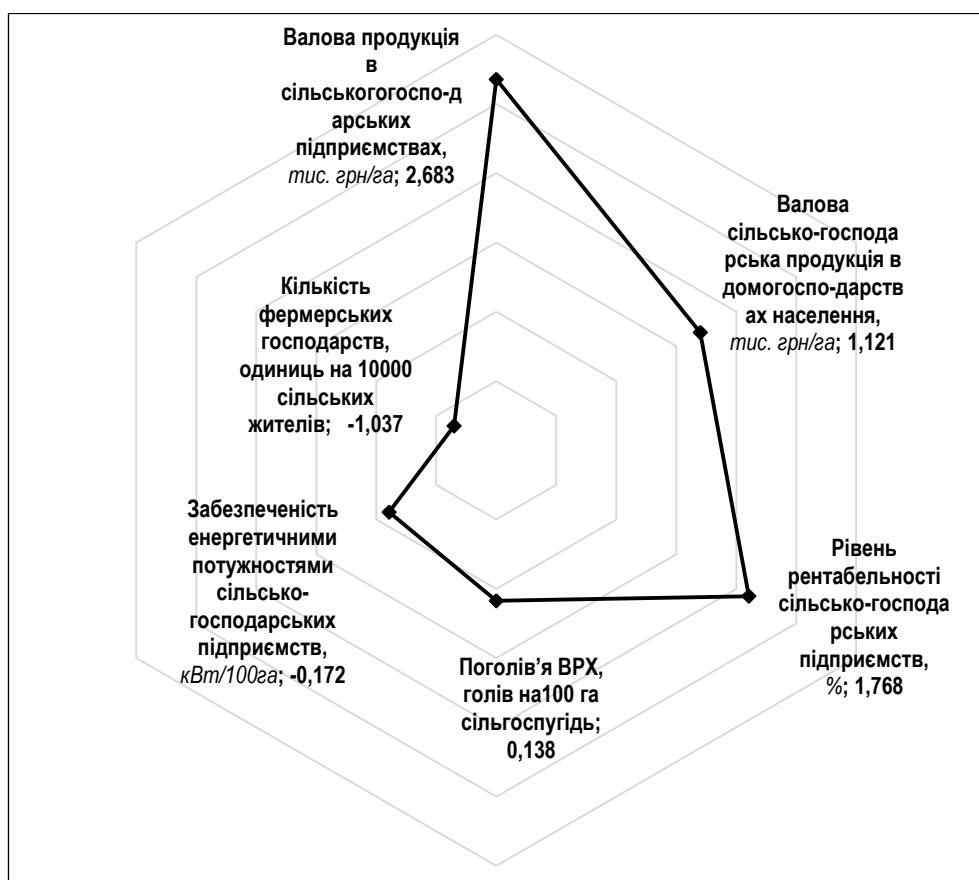 Валова продукція
в
сільськогогоспо-д
арських
підприємствах,
тис. грн/га; 2,683
Валова
сільсько-господа
рська продукція в
домогоспо-дарств
ах населення,
тис. грн/га; 1,121
Кількість
фермерських
господарств,
одиниць на 10000
сільських
жителів; -1,037
Забезпеченість
енергетичними
потужностями
сільсько-
господарських
підприємств,
кВт/100га; -0,172
Рівень
рентабельності
сільсько-господа
рських
підприємств,
%; 1,768
Поголів’я ВРХ,
голів на100 га
сільгоспугідь;
0,138